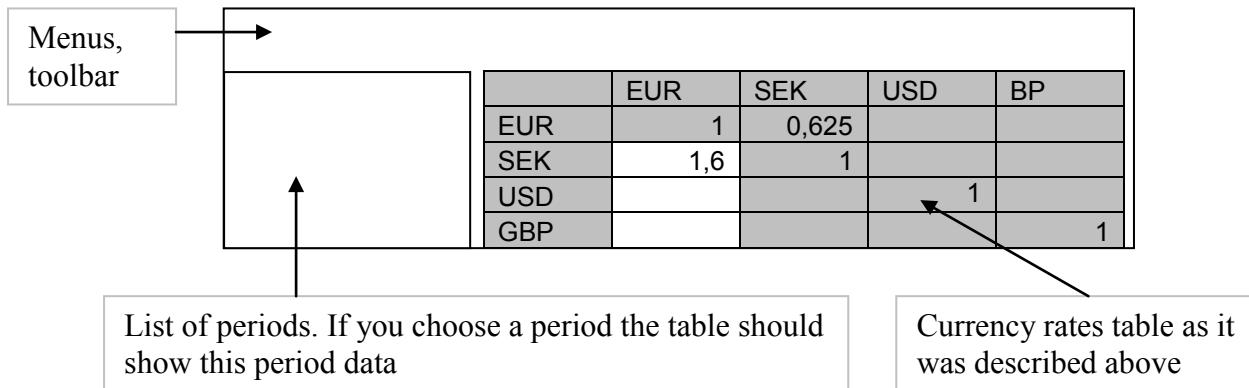 Menus,
toolbar
EUR SEK USD BP
EUR 1 0,625
SEK 1,6 1
USD 1
GBP 1
List of periods. If you choose a period the table should
show this period data
Currency rates table as it
was described above